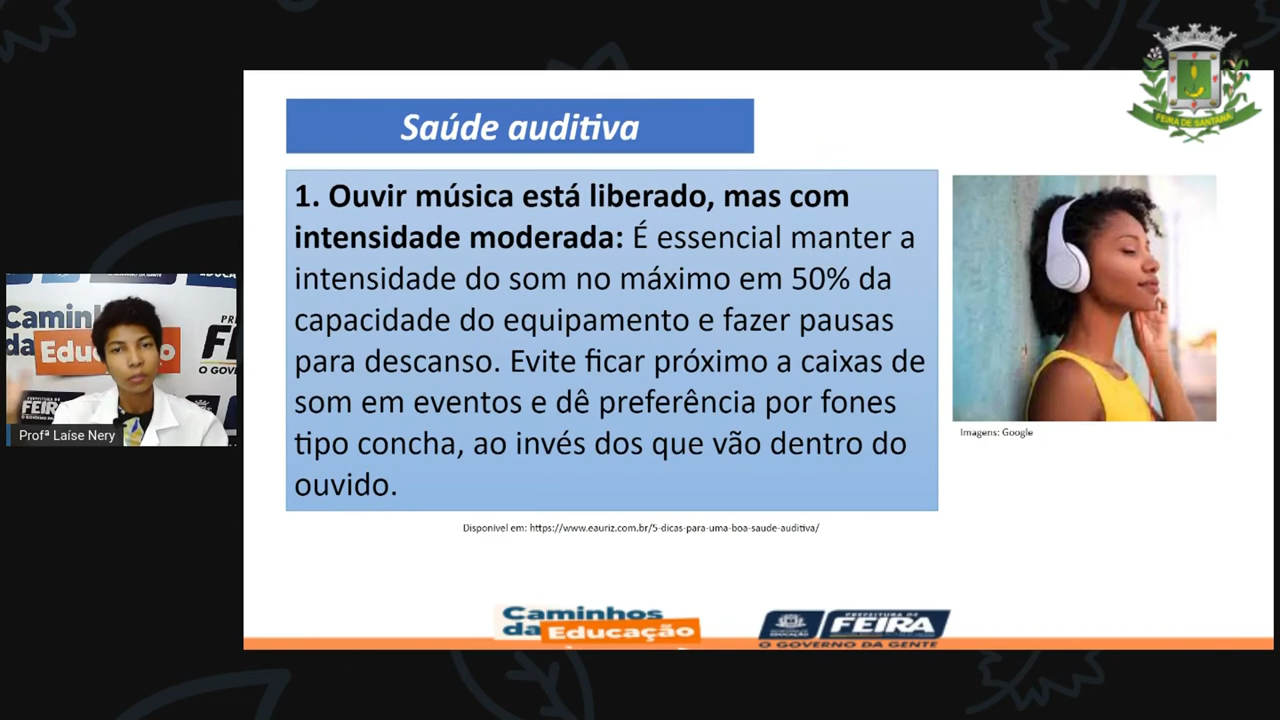 FEIRA DE SANTANA
Saúde auditiva
1. Ouvir música está liberado, mas com
intensidade moderada: É essencial manter a
intensidade do som no máximo em 50% da
capacidade do equipamento e fazer pausas
para descanso. Evite ficar próximo a caixas de
som em eventos e dê preferência por fones
tipo concha, ao invés dos que vão dentro do
ouvido.
Imagens: Google
Disponível em: https://www.eauriz.com.br/5-dicas-para-uma-boa-saude-auditiva/
Profª Laíse Nery
Caminhos
da Educação
PREFEITURA DE
FEIRA
O GOVERNO DA GENTE